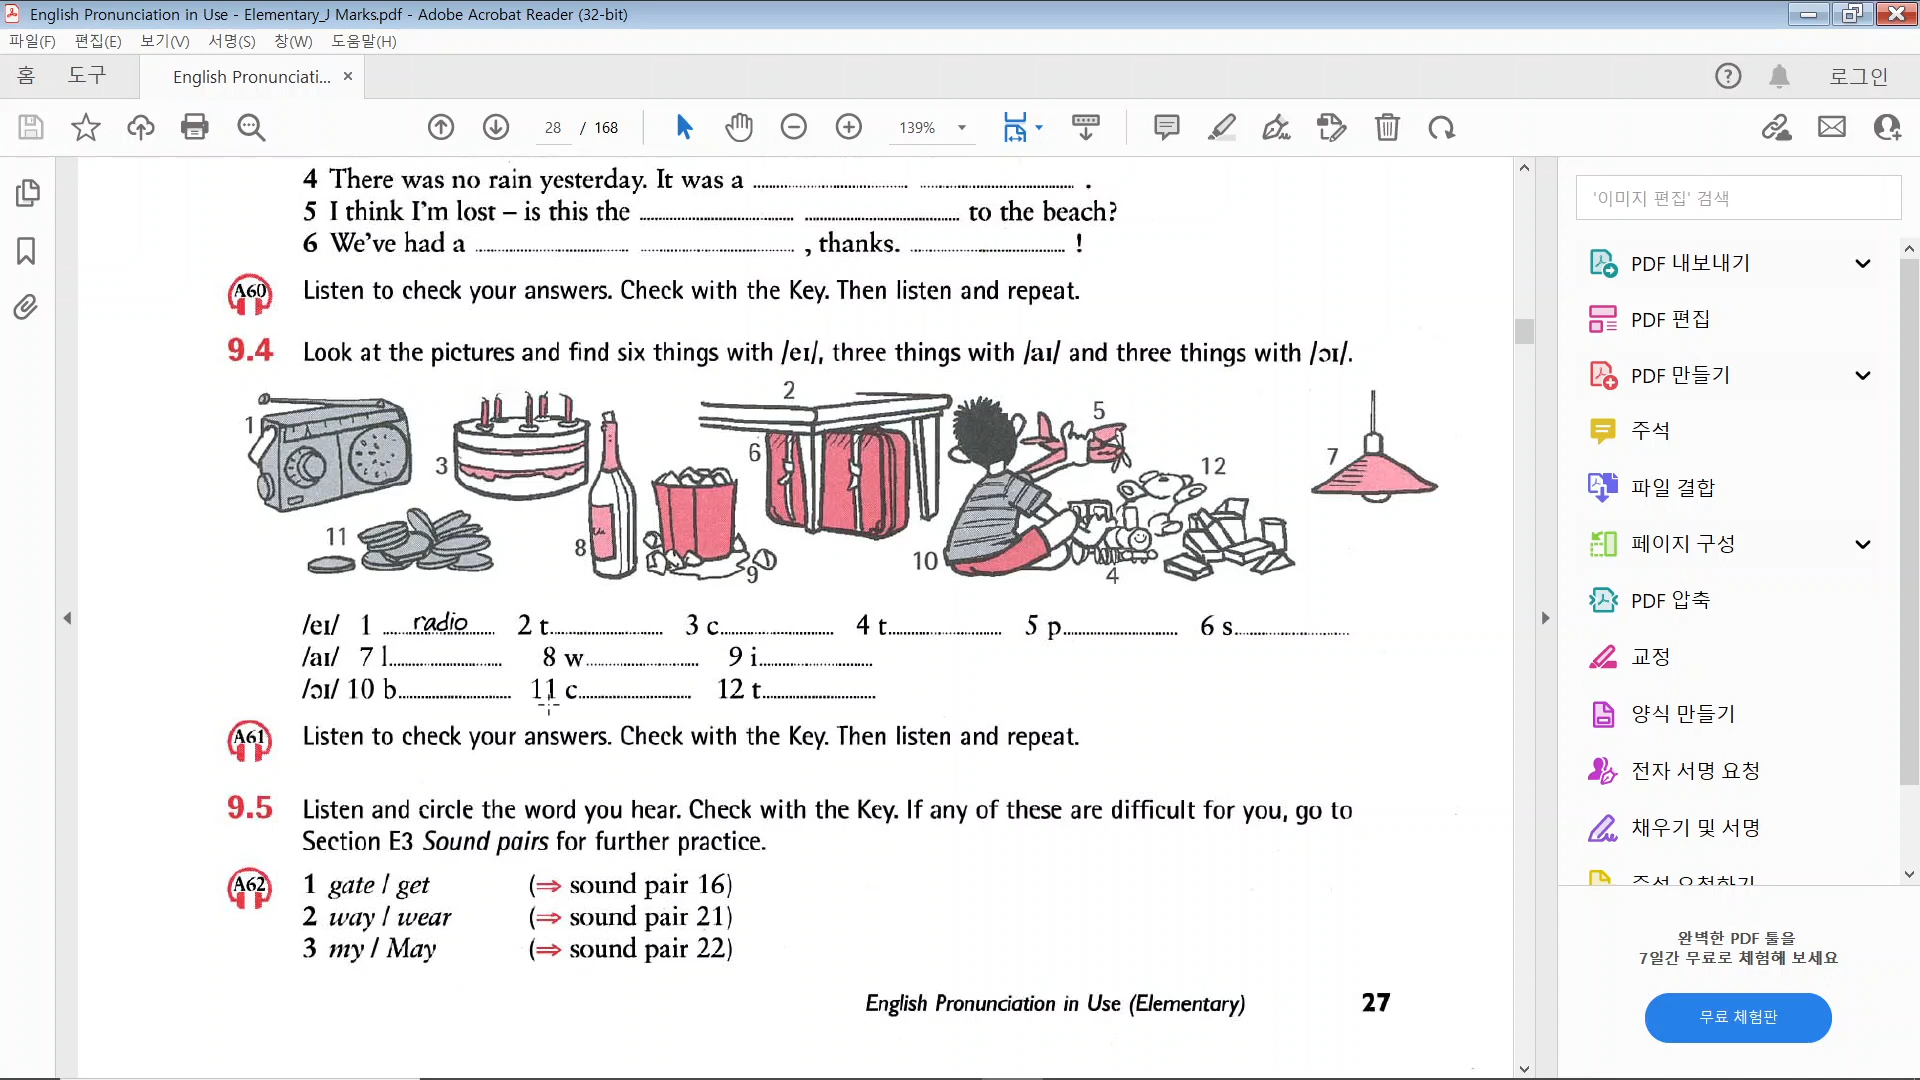 English Pronunciation in Use - Elementary_J Marks.pdf - Adobe Acrobat Reader (32-bit)
파일(F) 편집(E) 보기(V) 서명(S) 창(W) 도움말(H)
홈 도구 English Pronunciati... × 로그인
28 / 168 139%
4 There was no rain yesterday. It was a .................... .................... .
5 I think I'm lost – is this the .................... .................... to the beach?
6 We've had a .................... .................... , thanks. .................... !
A60 Listen to check your answers. Check with the Key. Then listen and repeat.
9.4 Look at the pictures and find six things with /eɪ/, three things with /aɪ/ and three things with /ɔɪ/.
1 2 3 5 6 7 12
11 8 9 10 4
/eɪ/ 1 radio 2 t.................... 3 c.................... 4 t.................... 5 p.................... 6 s....................
/aɪ/ 7 l.................... 8 w.................... 9 i....................
/ɔɪ/ 10 b.................... 11 c.................... 12 t....................
A61 Listen to check your answers. Check with the Key. Then listen and repeat.
9.5 Listen and circle the word you hear. Check with the Key. If any of these are difficult for you, go to
Section E3 Sound pairs for further practice.
A62 1 gate / get (⇒ sound pair 16)
2 way / wear (⇒ sound pair 21)
3 my / May (⇒ sound pair 22)
English Pronunciation in Use (Elementary) 27
'이미지 편집' 검색
PDF 내보내기
PDF 편집
PDF 만들기
주석
파일 결합
페이지 구성
PDF 압축
교정
양식 만들기
전자 서명 요청
채우기 및 서명
완벽한 PDF 툴을
7일간 무료로 체험해 보세요
무료 체험판